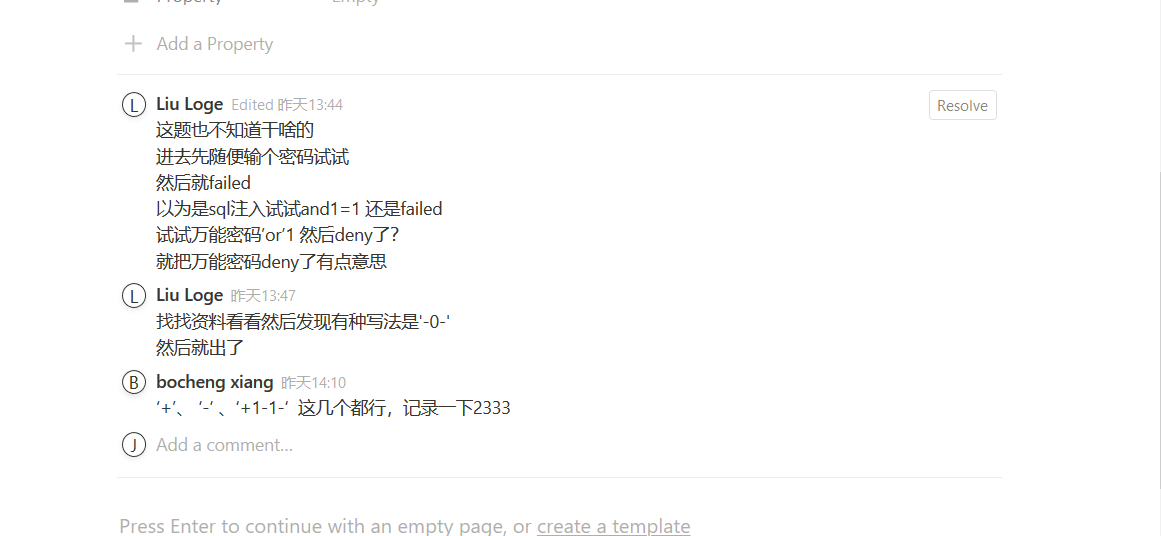 Property Empty
Add a Property
L Liu Loge Edited 昨天13:44 Resolve
这题也不知道干啥的
进去先随便输个密码试试
然后就failed
以为是sql注入试试and1=1 还是failed
试试万能密码’or’1 然后deny了？
就把万能密码deny了有点意思
L Liu Loge 昨天13:47
找找资料看看然后发现有种写法是'-0-'
然后就出了
B bocheng xiang 昨天14:10
‘+’、 ‘-’ 、‘+1-1-‘ 这几个都行，记录一下2333
J Add a comment...
Press Enter to continue with an empty page, or create a template